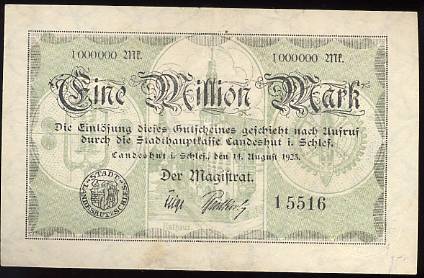 1000000 Mk. 1000000 Mk.
Eine Million Mark
Die Einlösung dieses Gutscheines geschieht nach Aufruf
durch die Stadthauptkasse Landeshut i. Schles.
Landeshut i. Schles., den 14. August 1923.
Der Magistrat.
15516